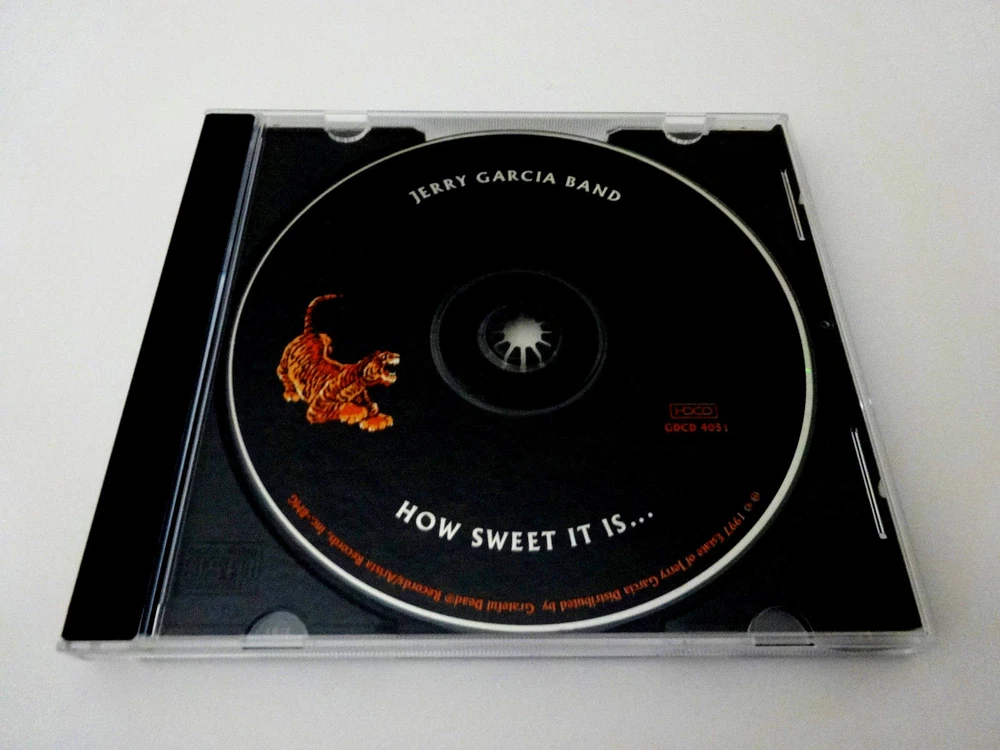 JERRY GARCIA BAND
HDCD
GDCD 4051
HOW SWEET IT IS...
℗ © 1997 Estate of Jerry Garcia Distributed by Grateful Dead® Records/Arista Records, Inc.-BMG